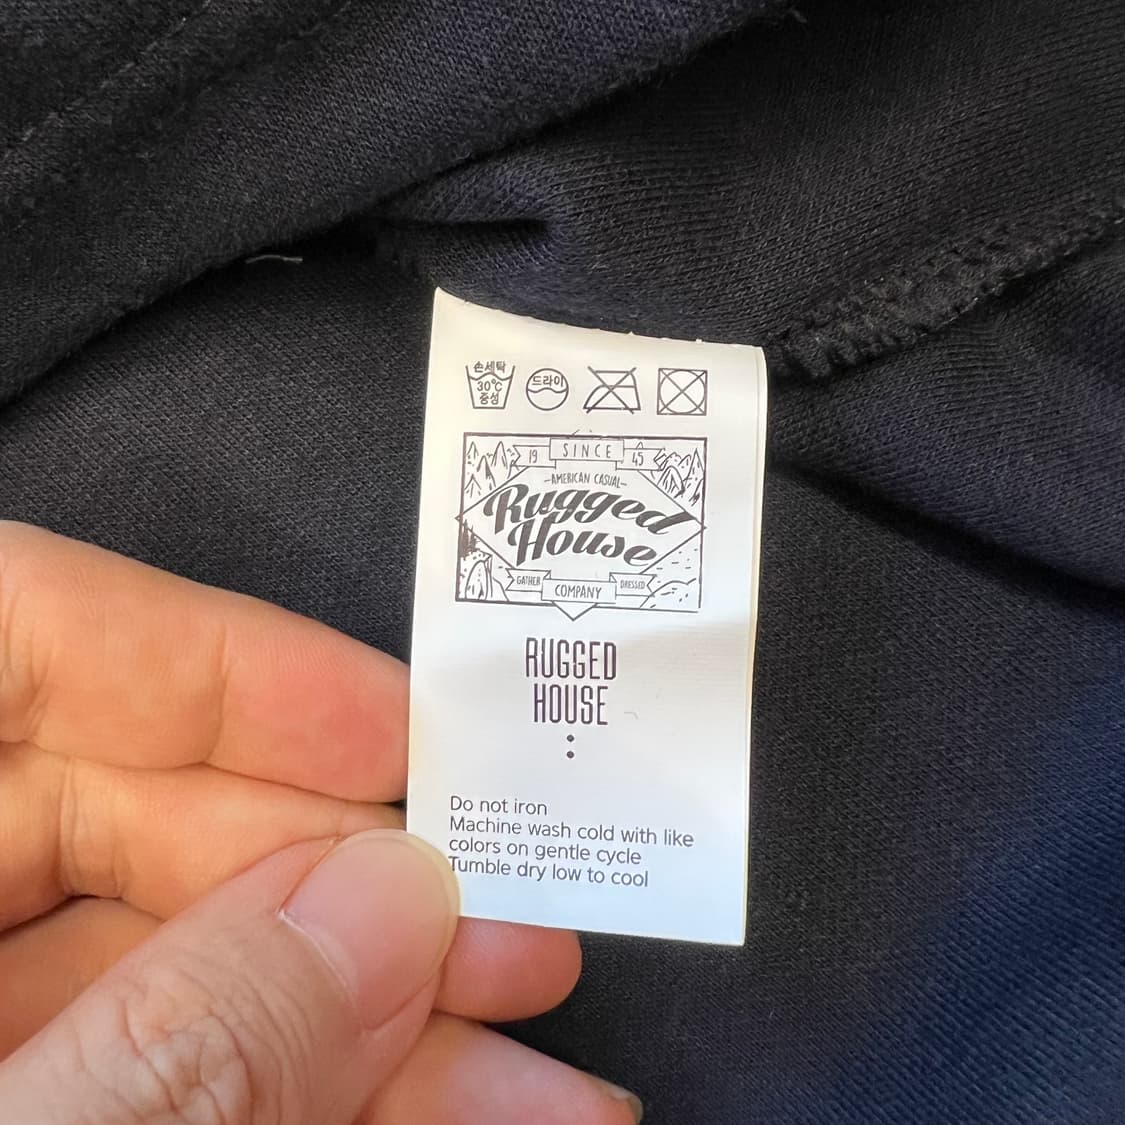 손세탁
30℃
중성
드라이
SINCE
19 45
AMERICAN CASUAL
Rugged
House
GATHER COMPANY DRESSED
RUGGED
HOUSE
:
Do not iron
Machine wash cold with like
colors on gentle cycle
Tumble dry low to cool